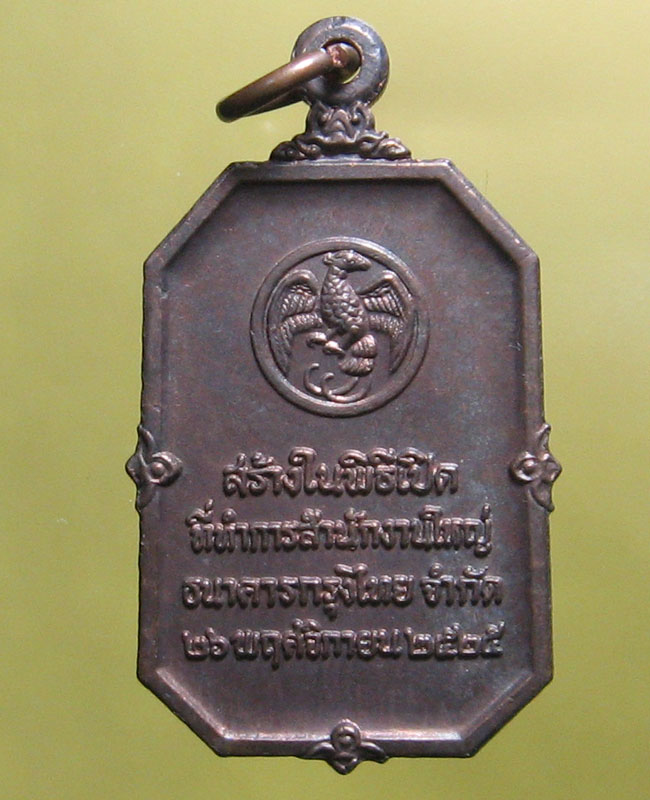 สร้างในพิธีเปิด
ที่ทำการสำนักงานใหญ่
ธนาคารกรุงไทย จำกัด
๒๖ พฤศจิกายน ๒๕๒๕